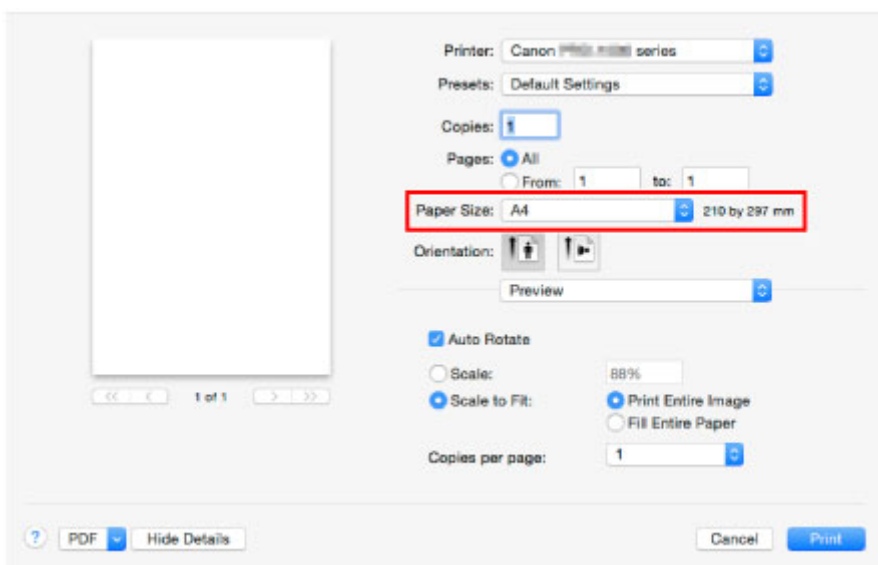 Printer: Canon series
Presets: Default Settings
Copies: 1
Pages: All
From: 1 to: 1
Paper Size: A4 210 by 297 mm
Orientation:
Preview
Auto Rotate
Scale: 88%
1 of 1
Scale to Fit: Print Entire Image
Fill Entire Paper
Copies per page: 1
? PDF Hide Details Cancel Print